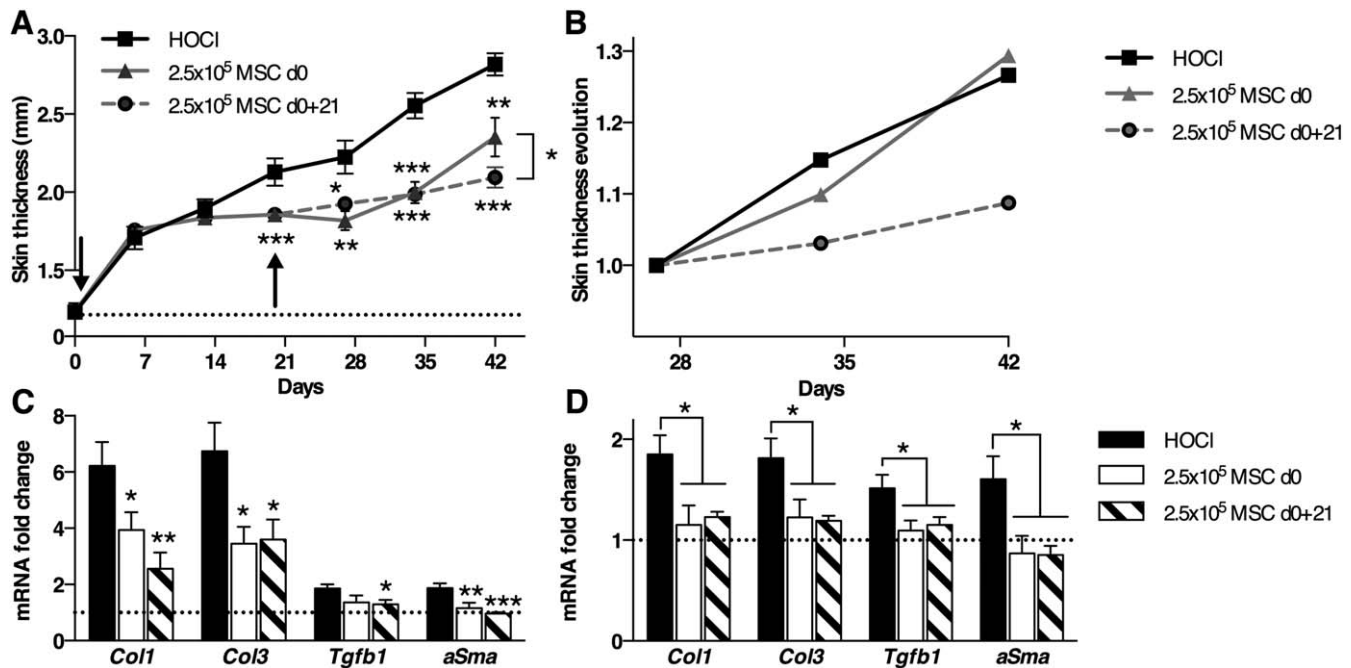 A
Skin thickness (mm)
3.0
2.5
2.0
1.5
0
HOCl
2.5x10⁵ MSC d0
2.5x10⁵ MSC d0+21
***
*
**
***
***
**
***
*
0 7 14 21 28 35 42
Days
B
Skin thickness evolution
1.3
1.2
1.1
1.0
28 35 42
Days
HOCl
2.5x10⁵ MSC d0
2.5x10⁵ MSC d0+21
C
mRNA fold change
8
6
4
2
0
* ** * * * ** ***
Col1 Col3 Tgfb1 aSma
D
mRNA fold change
2
1
0
* * * *
Col1 Col3 Tgfb1 aSma
HOCl
2.5x10⁵ MSC d0
2.5x10⁵ MSC d0+21